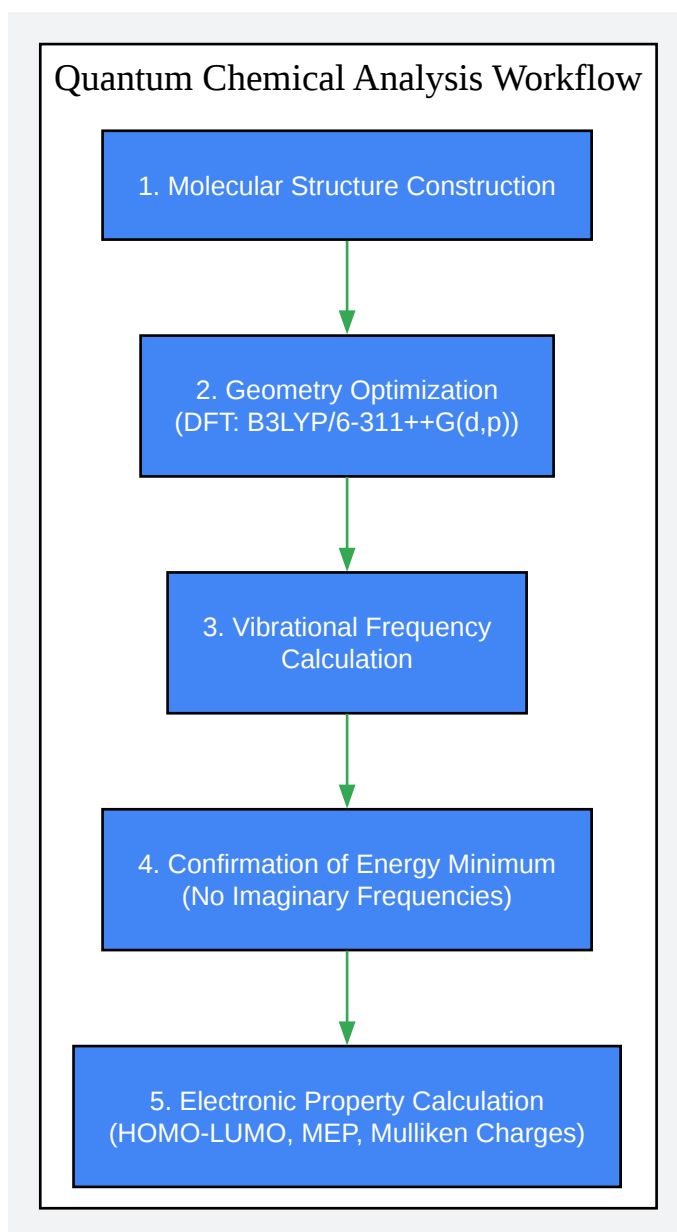 Quantum Chemical Analysis Workflow
1. Molecular Structure Construction
2. Geometry Optimization
(DFT: B3LYP/6-311++G(d,p))
3. Vibrational Frequency
Calculation
4. Confirmation of Energy Minimum
(No Imaginary Frequencies)
5. Electronic Property Calculation
(HOMO-LUMO, MEP, Mulliken Charges)